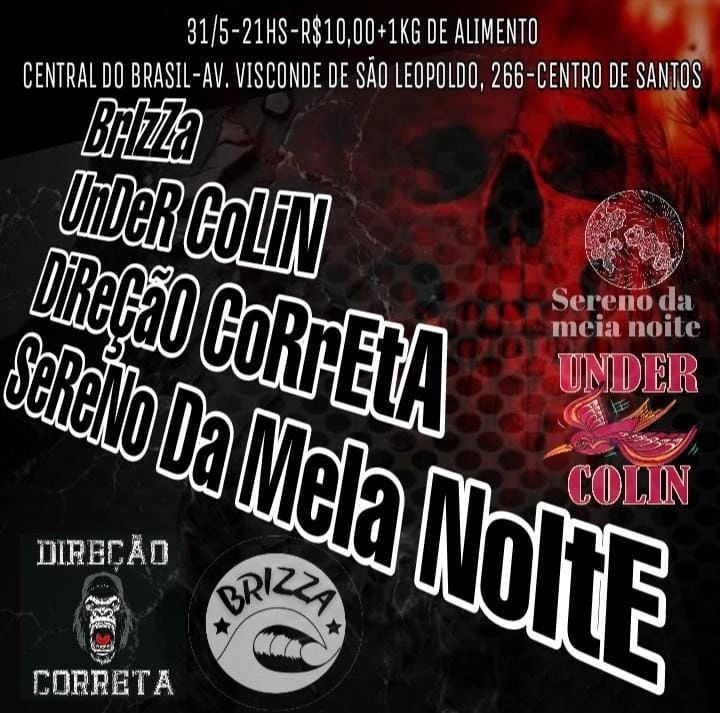 31/5-21HS-R$10,00+1KG DE ALIMENTO
CENTRAL DO BRASIL-AV. VISCONDE DE SÃO LEOPOLDO, 266-CENTRO DE SANTOS
BrIzZa
UnDeR CoLiN
DiReÇãO CoRrEtA
SeReNo Da MeIa NoItE
Sereno da
meia noite
UNDER
COLIN
DIREÇÃO
CORRETA
BRIZZA